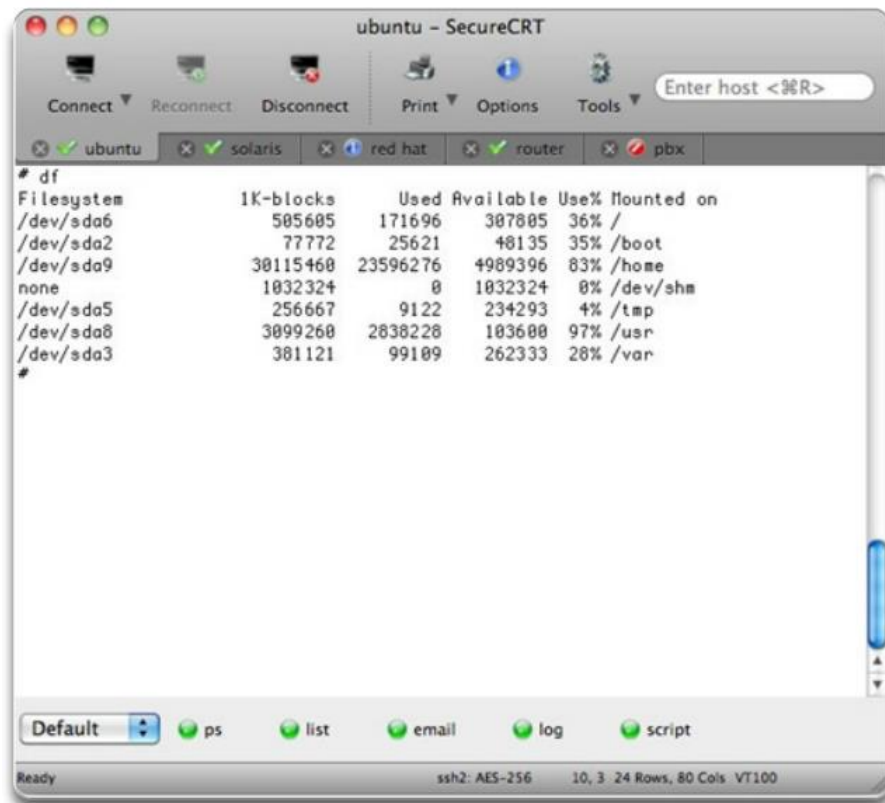 ubuntu – SecureCRT
Connect Reconnect Disconnect Print Options Tools Enter host <⌘R>
ubuntu solaris red hat router pbx
# df
Filesystem 1K-blocks Used Available Use% Mounted on
/dev/sda6 505605 171696 307805 36% /
/dev/sda2 77772 25621 48135 35% /boot
/dev/sda9 30115460 23596276 4989396 83% /home
none 1032324 0 1032324 0% /dev/shm
/dev/sda5 256667 9122 234293 4% /tmp
/dev/sda8 3099260 2838228 103600 97% /usr
/dev/sda3 381121 99109 262333 28% /var
#
Default ps list email log script
Ready ssh2: AES-256 10, 3 24 Rows, 80 Cols VT100